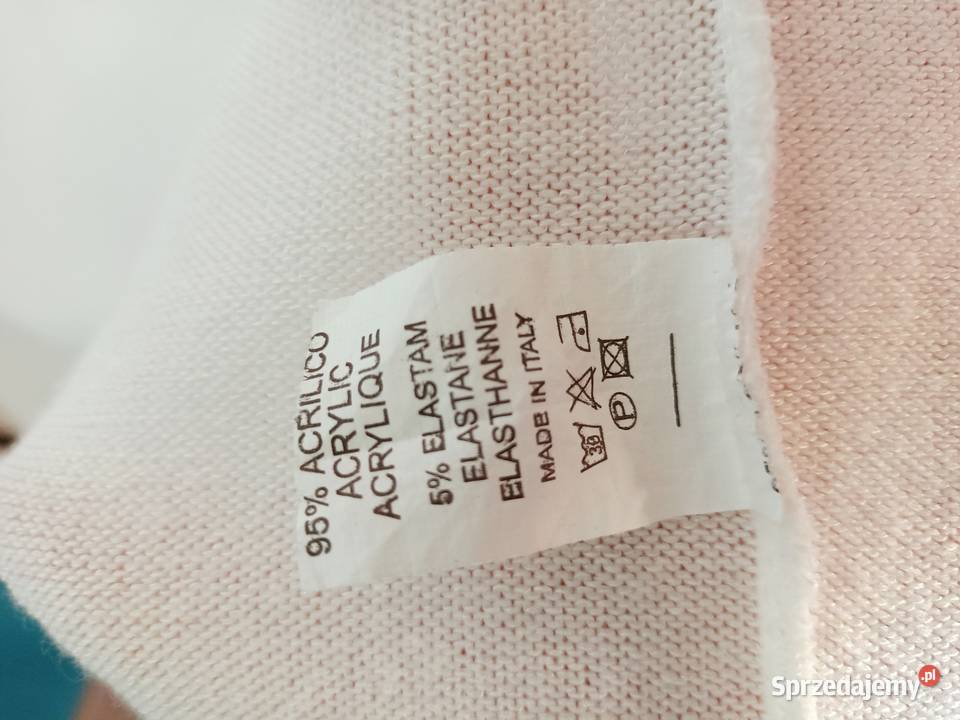 95% ACRILICO
ACRYLIC
ACRYLIQUE
5% ELASTAM
ELASTANE
ELASTHANNE
MADE IN ITALY
30
P
Sprzedajemy.pl